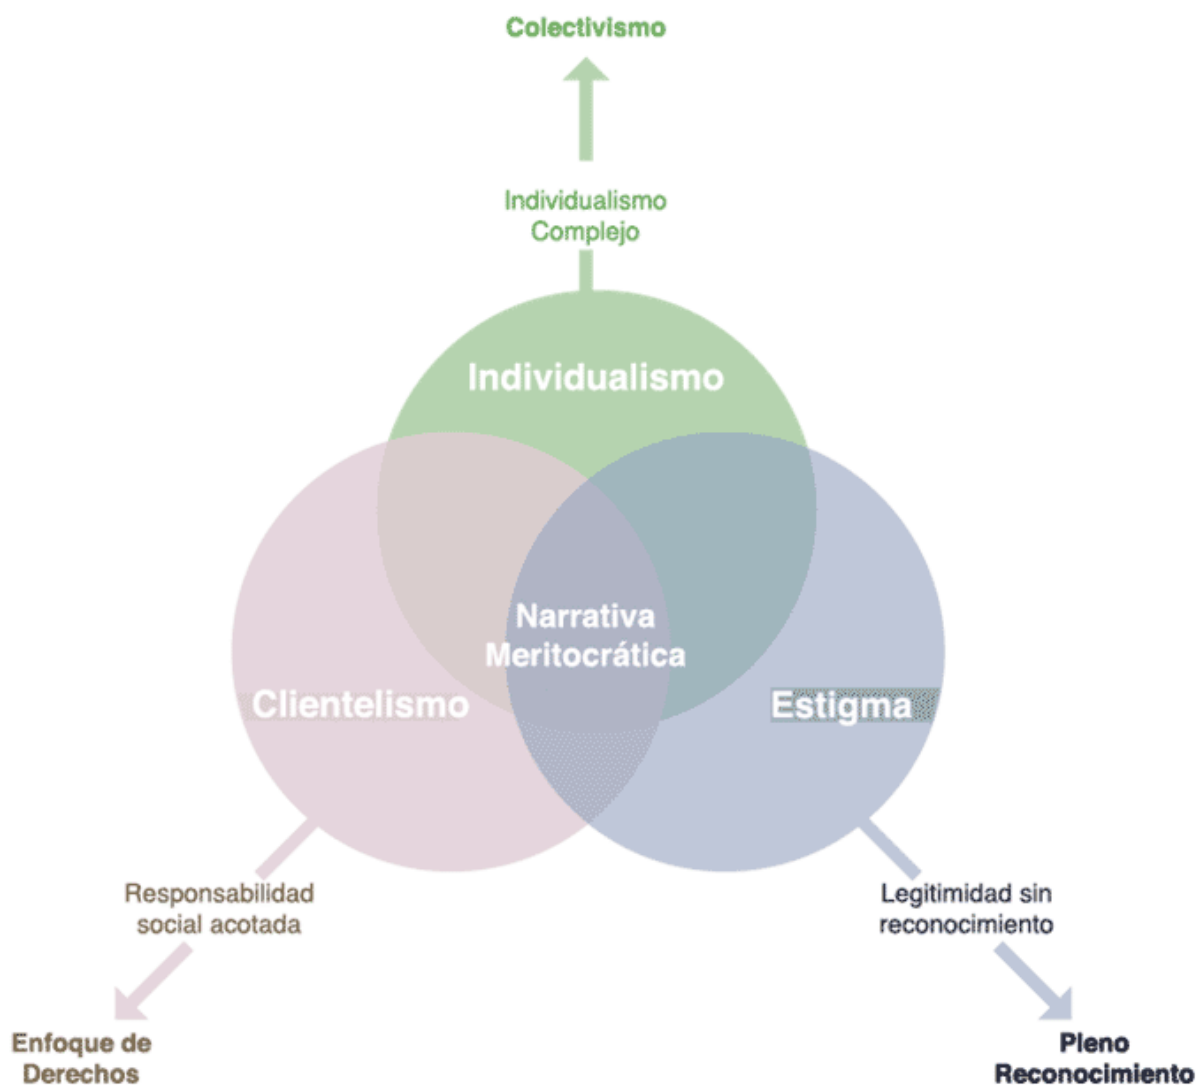 Colectivismo
Individualismo
Complejo
Individualismo
Narrativa
Meritocrática
Clientelismo
Estigma
Responsabilidad
social acotada
Legitimidad sin
reconocimiento
Enfoque de
Derechos
Pleno
Reconocimiento